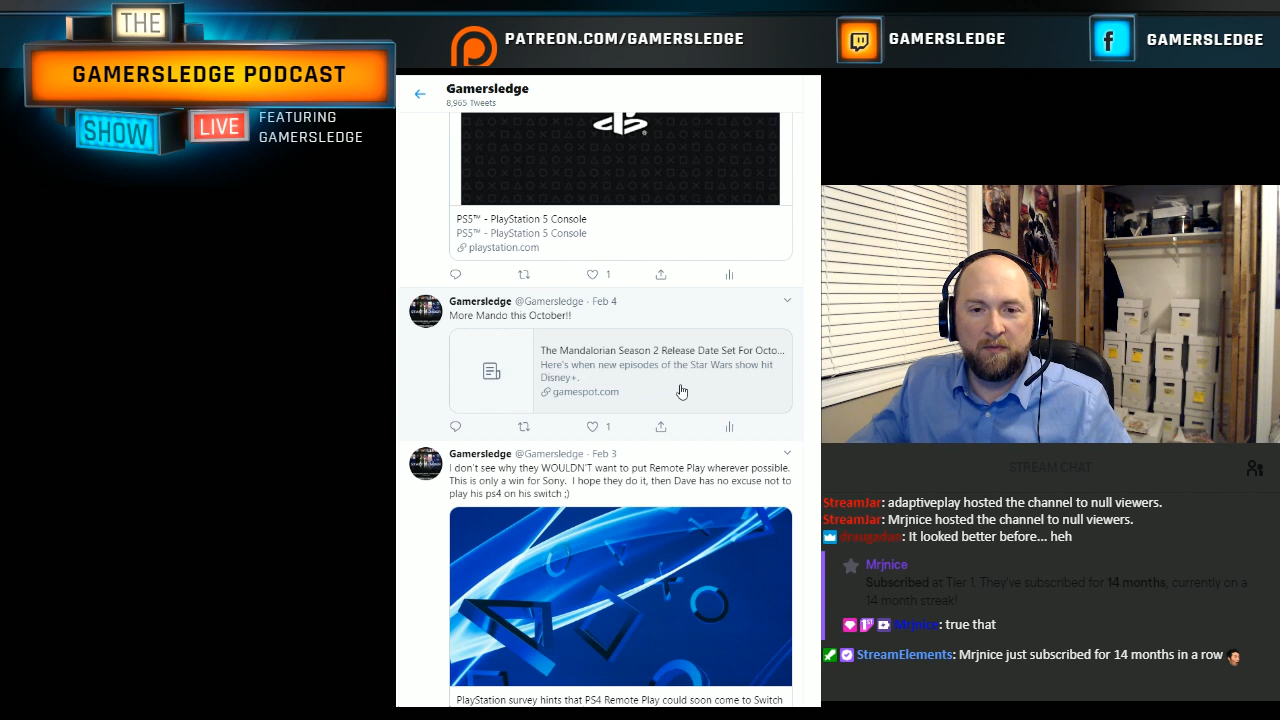 THE
GAMERSLEDGE PODCAST
SHOW
LIVE
FEATURING
GAMERSLEDGE
PATREON.COM/GAMERSLEDGE
GAMERSLEDGE
GAMERSLEDGE
Gamersledge
8,965 Tweets
PS5™ - PlayStation 5 Console
PS5™ - PlayStation 5 Console
playstation.com
1
Gamersledge @Gamersledge · Feb 4
More Mando this October!!
The Mandalorian Season 2 Release Date Set For Octo...
Here's when new episodes of the Star Wars show hit
Disney+.
gamespot.com
1
Gamersledge @Gamersledge · Feb 3
I don't see why they WOULDN'T want to put Remote Play wherever possible.
This is only a win for Sony. I hope they do it, then Dave has no excuse not to
play his ps4 on his switch ;)
PlayStation survey hints that PS4 Remote Play could soon come to Switch
STREAM CHAT
StreamJar: adaptiveplay hosted the channel to null viewers.
StreamJar: Mrjnice hosted the channel to null viewers.
: It looked better before... heh
Mrjnice
Subscribed at Tier 1. They've subscribed for 14 months, currently on a
14 month streak!
Mrjnice: true that
StreamElements: Mrjnice just subscribed for 14 months in a row